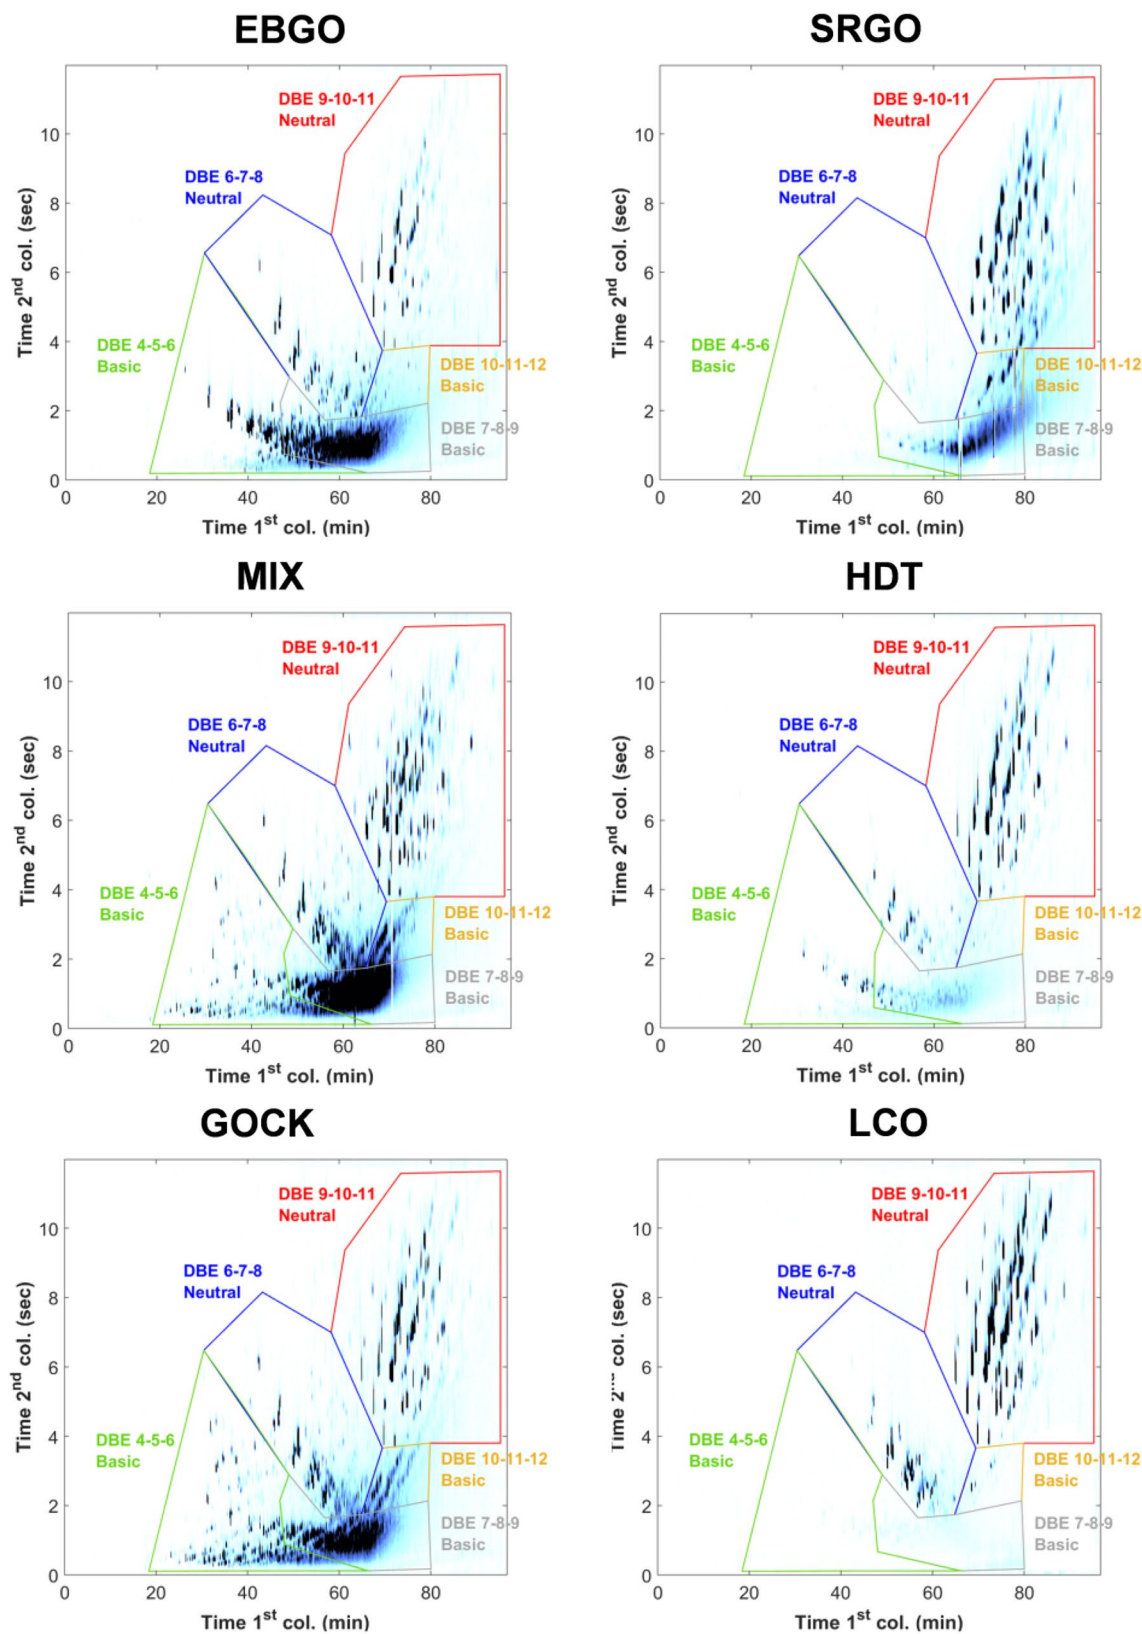 EBGO
DBE 9-10-11
Neutral
DBE 6-7-8
Neutral
DBE 4-5-6
Basic
DBE 10-11-12
Basic
DBE 7-8-9
Basic
Time 2nd col. (sec)
0
2
4
6
8
10
0 20 40 60 80
Time 1st col. (min)
SRGO
DBE 9-10-11
Neutral
DBE 6-7-8
Neutral
DBE 4-5-6
Basic
DBE 10-11-12
Basic
DBE 7-8-9
Basic
Time 2nd col. (sec)
0
2
4
6
8
10
0 20 40 60 80
Time 1st col. (min)
MIX
DBE 9-10-11
Neutral
DBE 6-7-8
Neutral
DBE 4-5-6
Basic
DBE 10-11-12
Basic
DBE 7-8-9
Basic
Time 2nd col. (sec)
0
2
4
6
8
10
0 20 40 60 80
Time 1st col. (min)
HDT
DBE 9-10-11
Neutral
DBE 6-7-8
Neutral
DBE 4-5-6
Basic
DBE 10-11-12
Basic
DBE 7-8-9
Basic
Time 2nd col. (sec)
0
2
4
6
8
10
0 20 40 60 80
Time 1st col. (min)
GOCK
DBE 9-10-11
Neutral
DBE 6-7-8
Neutral
DBE 4-5-6
Basic
DBE 10-11-12
Basic
DBE 7-8-9
Basic
Time 2nd col. (sec)
0
2
4
6
8
10
0 20 40 60 80
Time 1st col. (min)
LCO
DBE 9-10-11
Neutral
DBE 6-7-8
Neutral
DBE 4-5-6
Basic
DBE 10-11-12
Basic
DBE 7-8-9
Basic
Time col. (sec)
0
2
4
6
8
10
0 20 40 60 80
Time 1st col. (min)